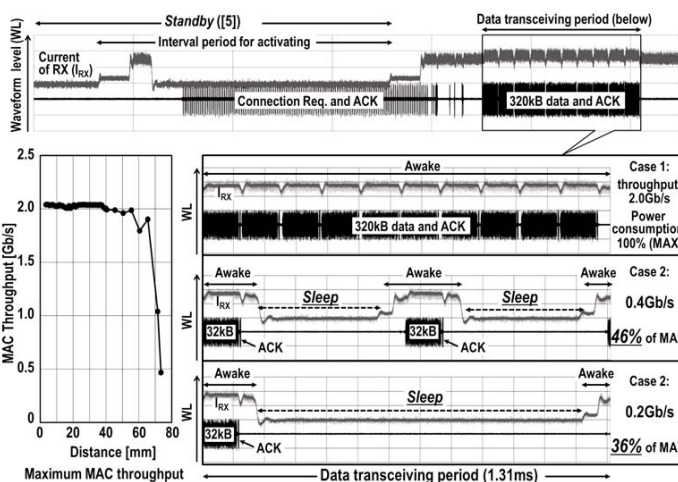 Standby ([5])
Data transceiving period (below)
Interval period for activating
Waveform level (WL)
Current
of RX (IRX)
Connection Req. and ACK
320kB data and ACK
MAC Throughput [Gb/s]
2.5
2.0
1.5
1.0
0.5
0
0 20 40 60 80
Distance [mm]
Maximum MAC throughput
Awake
Case 1:
throughput
2.0Gb/s
WL
IRX
320kB data and ACK
Power
consumption
100% (MAX)
Awake
Awake
Awake
Case 2:
WL
IRX
Sleep
Sleep
0.4Gb/s
32kB
ACK
32kB
ACK
46% of MA
Awake
Awake
Case 2:
WL
IRX
Sleep
0.2Gb/s
32kB
ACK
36% of MA
Data transceiving period (1.31ms)